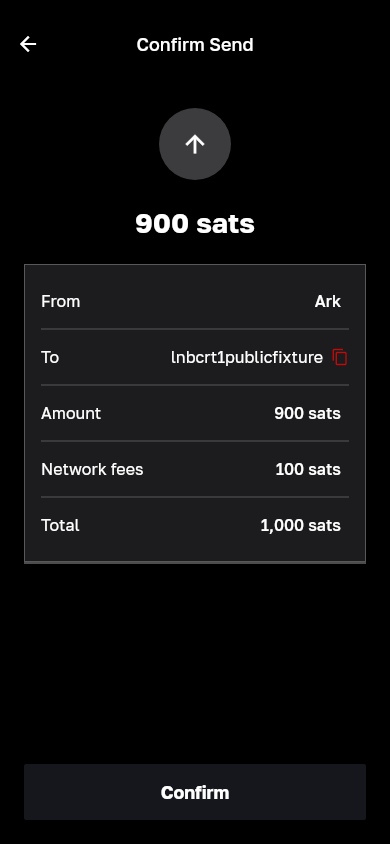 Confirm Send
900 sats
From Ark
To lnbcrt1publicfixture
Amount 900 sats
Network fees 100 sats
Total 1,000 sats
Confirm